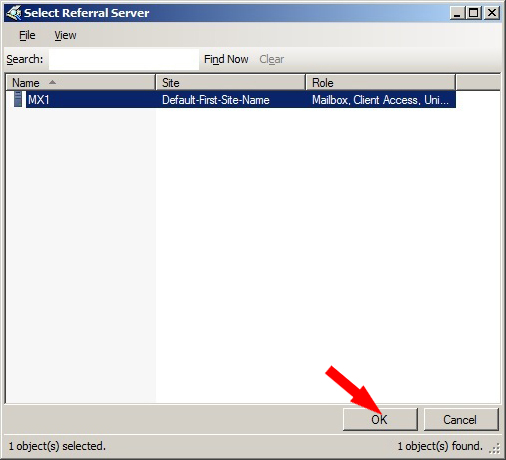 Select Referral Server
File View
Search: Find Now Clear
Name Site Role
MX1 Default-First-Site-Name Mailbox, Client Access, Uni...
OK Cancel
1 object(s) selected. 1 object(s) found.